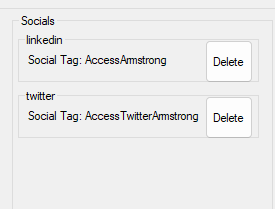 Socials
linkedin
Social Tag: AccessArmstrong
Delete
twitter
Social Tag: AccessTwitterArmstrong
Delete